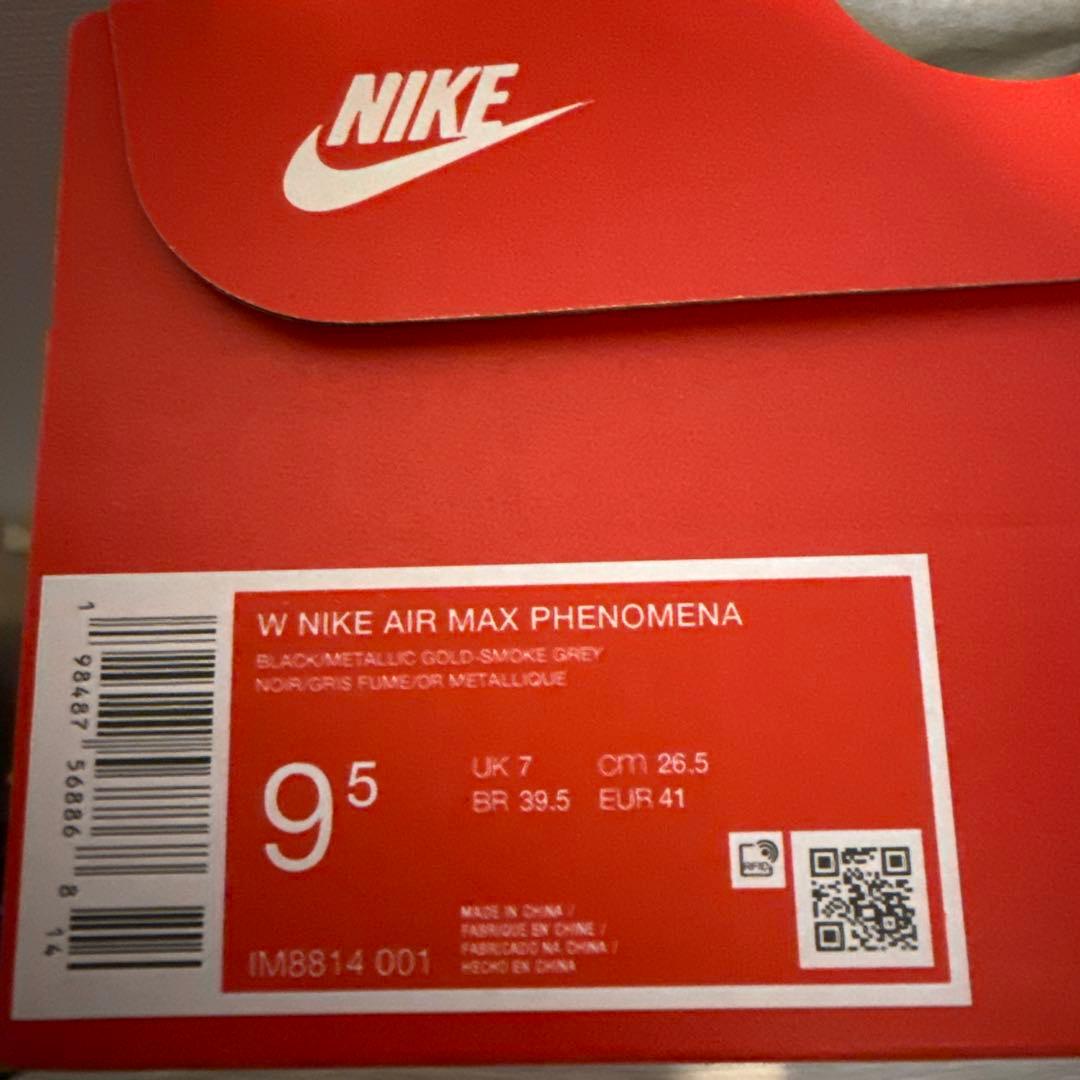 NIKE
W NIKE AIR MAX PHENOMENA
BLACK/METALLIC GOLD-SMOKE GREY
NOIR/GRIS FUME/OR METALLIQUE
9 5
UK 7 cm 26.5
BR 39.5 EUR 41
RFID
MADE IN CHINA /
FABRIQUE EN CHINE /
FABRICADO NA CHINA /
HECHO EN CHINA
IM8814 001
1 98487 56886 8 14